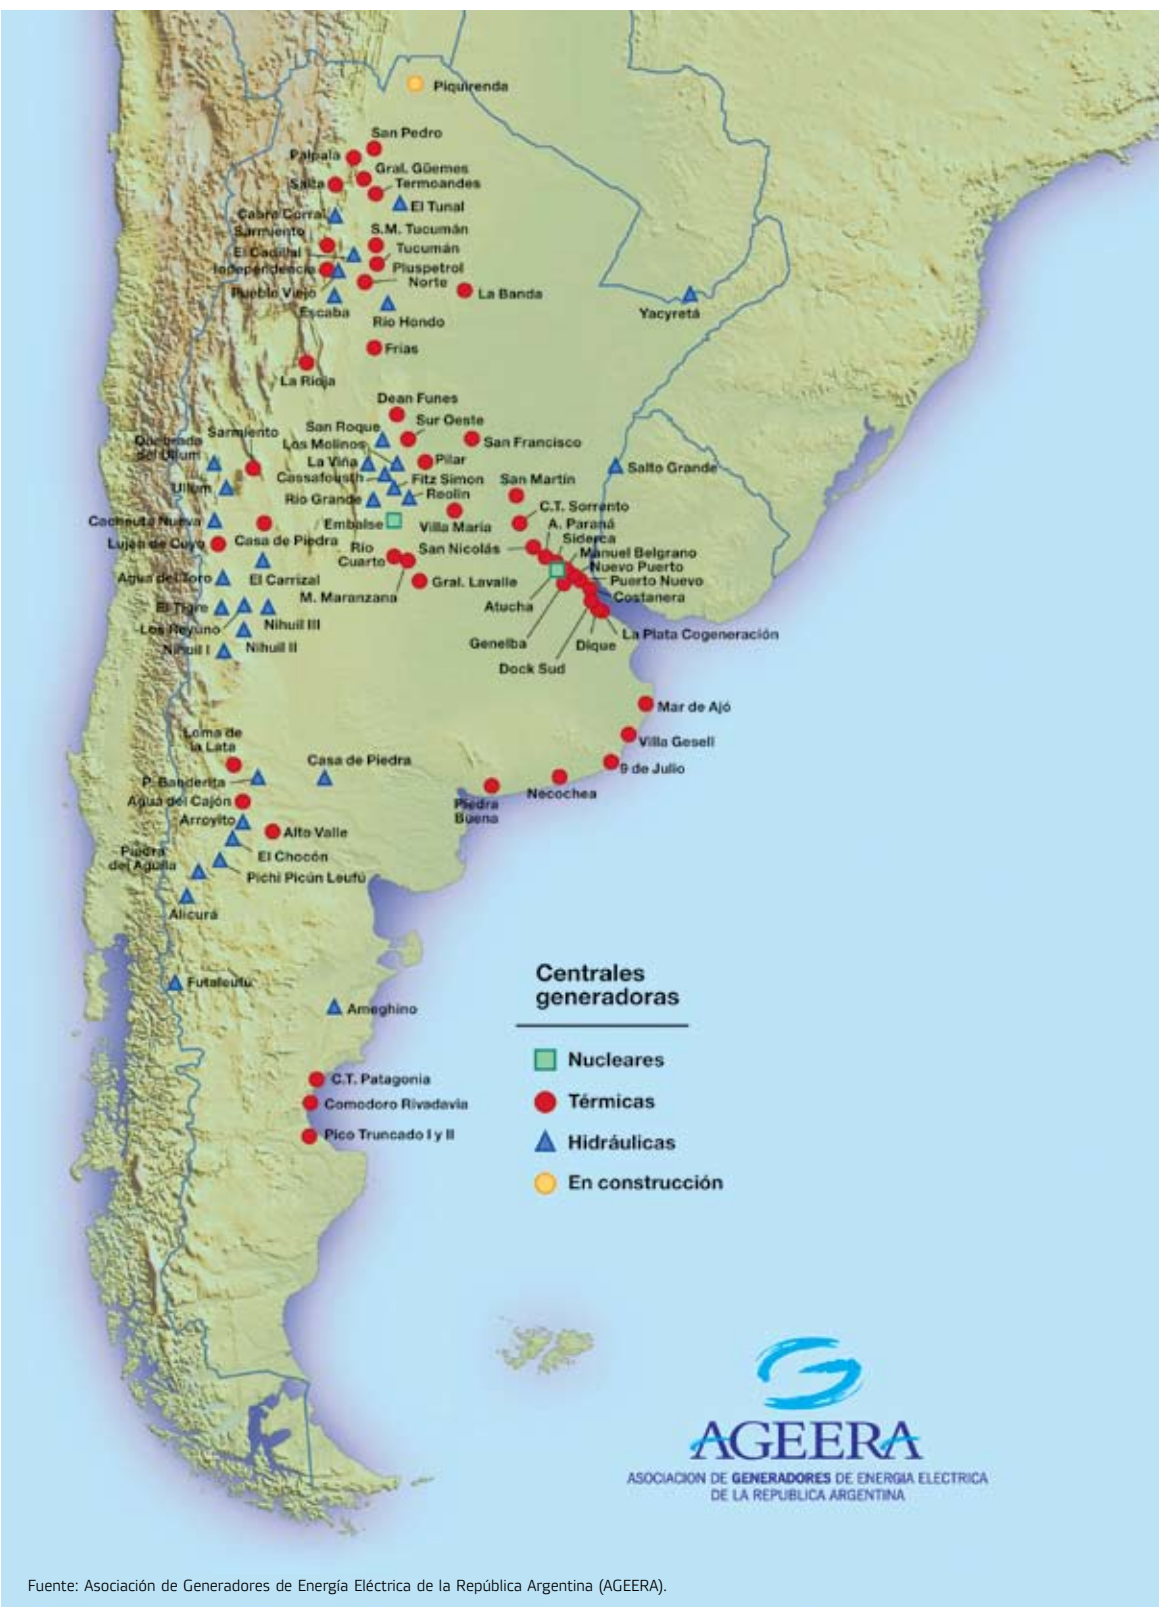 Piquirenda
San Pedro
Palpala
Gral. Güemes
Salta
Termoandes
El Tunal
Cabra Corral
Sarmiento
S.M. Tucumán
El Cadillal
Tucumán
Independencia
Pluspetrol
Norte
Pueblo Viejo
La Banda
Escaba
Río Hondo
Yacyretá
Frías
La Rioja
Dean Funes
San Roque
Sur Oeste
Sarmiento
Quebrada
del Ullum
Los Molinos
San Francisco
La Viña
Pilar
Salto Grande
Cassafousth
Fitz Simon
San Martín
Ullum
Río Grande
Reolin
C.T. Sorrento
Cacheuta Nueva
Embalse
Villa María
A. Paraná
Siderca
Luján de Cuyo
Casa de Piedra
Río
Cuarto
San Nicolás
Manuel Belgrano
Nuevo Puerto
Agua del Toro
El Carrizal
Gral. Lavalle
Puerto Nuevo
M. Maranzana
Costanera
El Tigre
Atucha
Los Reyuno
Nihuil III
La Plata Cogeneración
Nihuil I
Nihuil II
Genelba
Dique
Dock Sud
Mar de Ajó
Loma de
la Lata
Villa Gesell
Casa de Piedra
9 de Julio
P. Banderita
Necochea
Agua del Cajón
Piedra
Buena
Arroyito
Alto Valle
Piedra
del Aguila
El Chocón
Pichi Picún Leufú
Alicurá
Futaleufu
Ameghino
Centrales
generadoras
Nucleares
C.T. Patagonia
Térmicas
Comodoro Rivadavia
Pico Truncado I y II
Hidráulicas
En construcción
AGEERA
ASOCIACION DE GENERADORES DE ENERGIA ELECTRICA
DE LA REPUBLICA ARGENTINA
Fuente: Asociación de Generadores de Energía Eléctrica de la República Argentina (AGEERA).